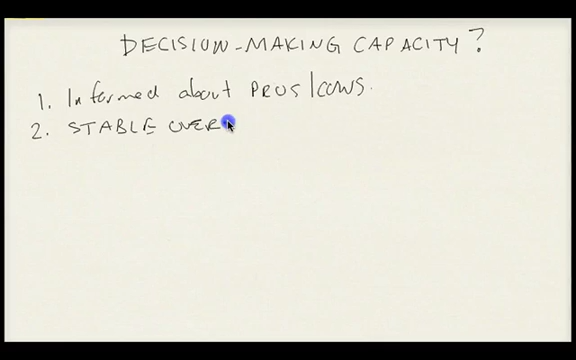 DECISION-MAKING CAPACITY?
1. Informed about PROS/CONS.
2. STABLE OVER